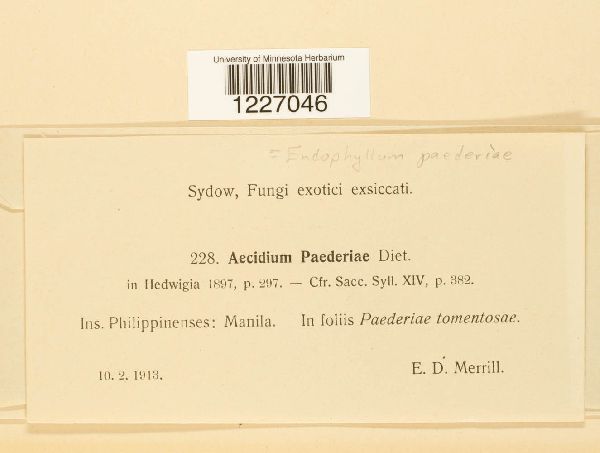 University of Minnesota Herbarium
1227046
= Endophyllum paederiae
Sydow, Fungi exotici exsiccati.
228. Aecidium Paederiae Diet.
in Hedwigia 1897, p. 297. — Cfr. Sacc. Syll. XIV, p. 382.
Ins. Philippinenses: Manila. In foliis Paederiae tomentosae.
10. 2. 1913.
E. D. Merrill.